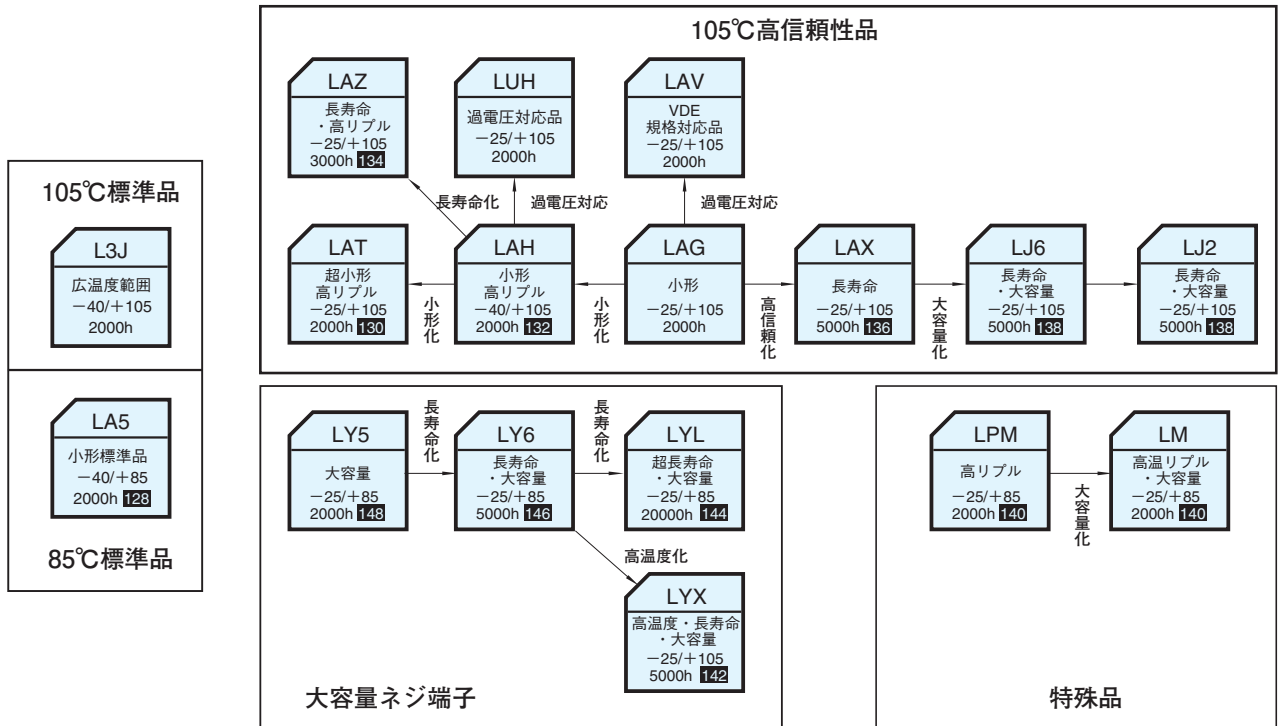 105℃高信頼性品
LAZ
長寿命
・高リプル
−25/+105
3000h 134
LUH
過電圧対応品
−25/+105
2000h
LAV
VDE
規格対応品
−25/+105
2000h
長寿命化
過電圧対応
過電圧対応
LAT
超小形
高リプル
−25/+105
2000h 130
小形化
LAH
小形
高リプル
−40/+105
2000h 132
小形化
LAG
小形
−25/+105
2000h
高信頼化
LAX
長寿命
−25/+105
5000h 136
大容量化
LJ6
長寿命
・大容量
−25/+105
5000h 138
LJ2
長寿命
・大容量
−25/+105
5000h 138
105℃標準品
L3J
広温度範囲
−40/+105
2000h
LA5
小形標準品
−40/+85
2000h 128
85℃標準品
LY5
大容量
−25/+85
2000h 148
長寿命化
LY6
長寿命
・大容量
−25/+85
5000h 146
長寿命化
LYL
超長寿命
・大容量
−25/+85
20000h 144
高温度化
LYX
高温度・長寿命
・大容量
−25/+105
5000h 142
大容量ネジ端子
LPM
高リプル
−25/+85
2000h 140
大容量化
LM
高温リプル
・大容量
−25/+85
2000h 140
特殊品